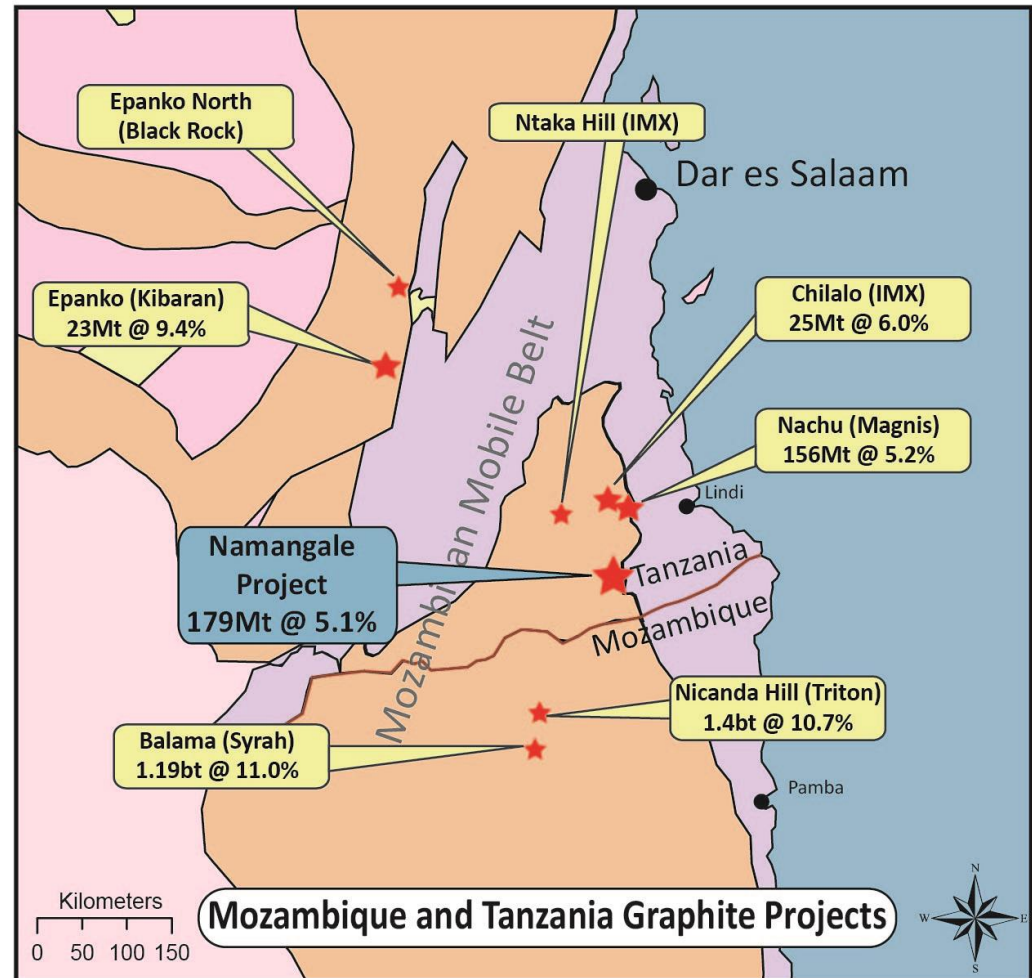 Epanko North
(Black Rock)
Ntaka Hill (IMX)
Dar es Salaam
Epanko (Kibaran)
23Mt @ 9.4%
Chilalo (IMX)
25Mt @ 6.0%
Mozambican Mobile Belt
Nachu (Magnis)
156Mt @ 5.2%
Lindi
Namangale
Project
179Mt @ 5.1%
Tanzania
Mozambique
Nicanda Hill (Triton)
1.4bt @ 10.7%
Balama (Syrah)
1.19bt @ 11.0%
Pamba
Kilometers
0 50 100 150
Mozambique and Tanzania Graphite Projects
N
W E
S